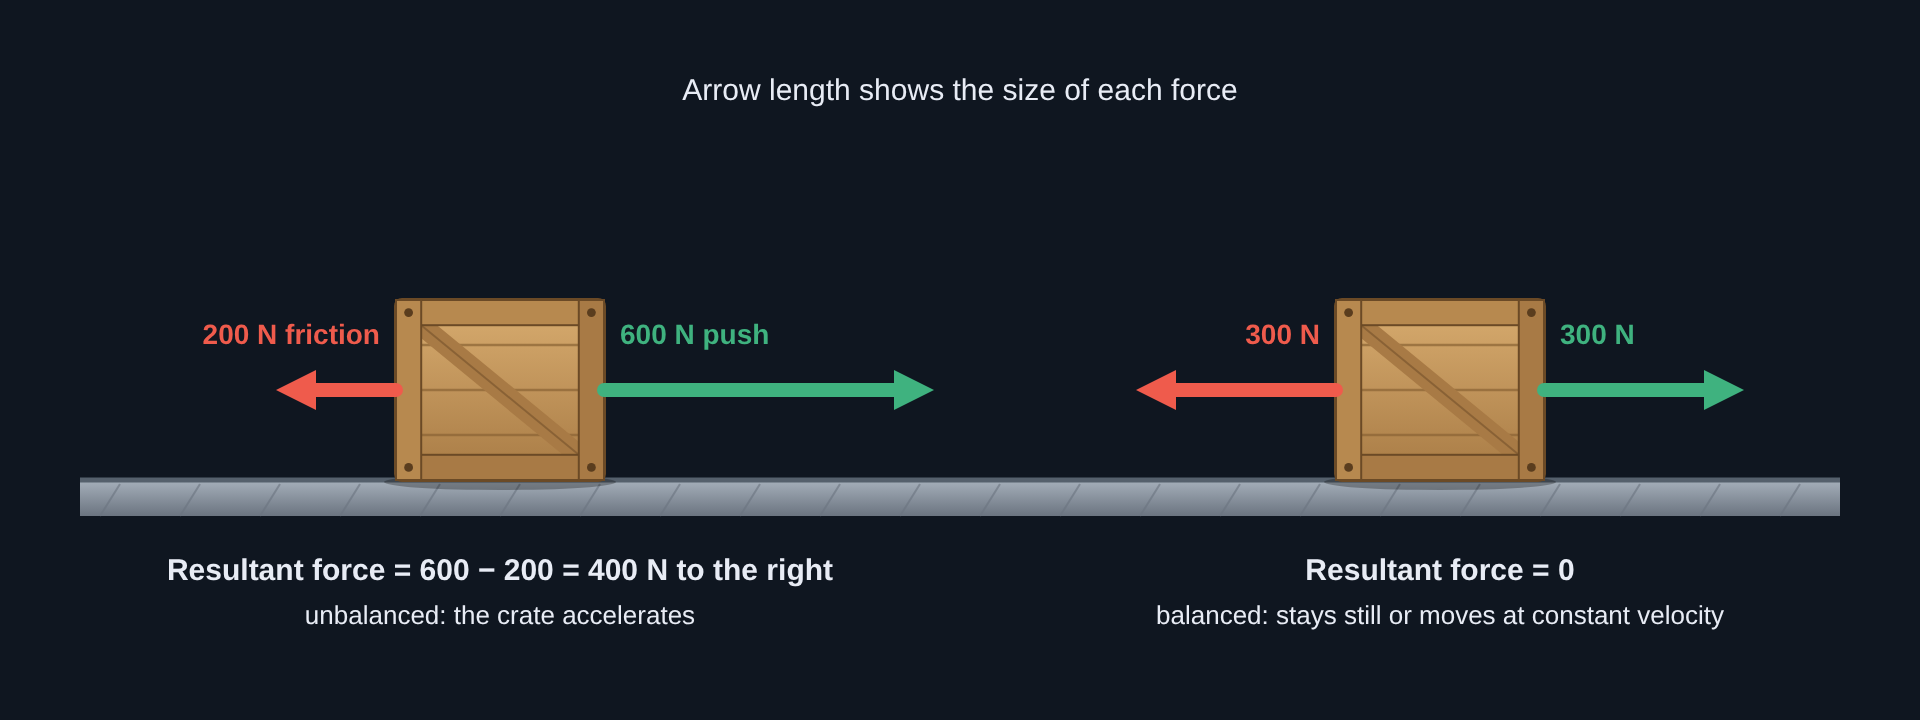 Arrow length shows the size of each force
200 N friction
600 N push
300 N
300 N
Resultant force = 600 − 200 = 400 N to the right
unbalanced: the crate accelerates
Resultant force = 0
balanced: stays still or moves at constant velocity